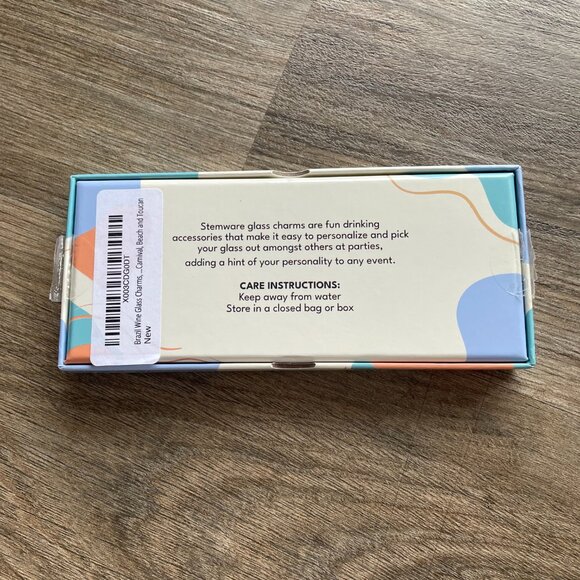 Stemware glass charms are fun drinking
accessories that make it easy to personalize and pick
your glass out amongst others at parties,
adding a hint of your personality to any event.
CARE INSTRUCTIONS:
Keep away from water
Store in a closed bag or box
X003CDG0DT
Brazil Wine Glass Charms, ...Carnival, Beach and Toucan
New